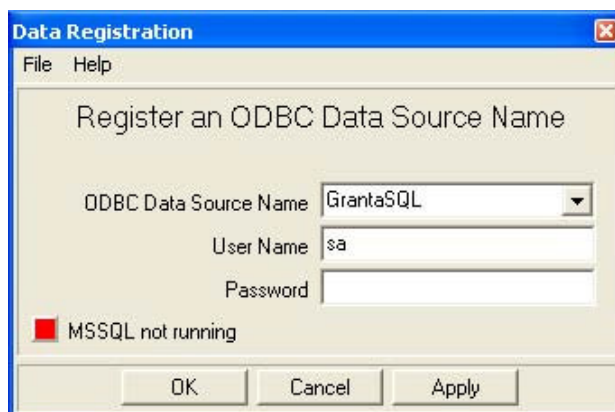 Data Registration
File Help
Register an ODBC Data Source Name
ODBC Data Source Name GrantaSQL
User Name sa
Password
MSSQL not running
OK Cancel Apply